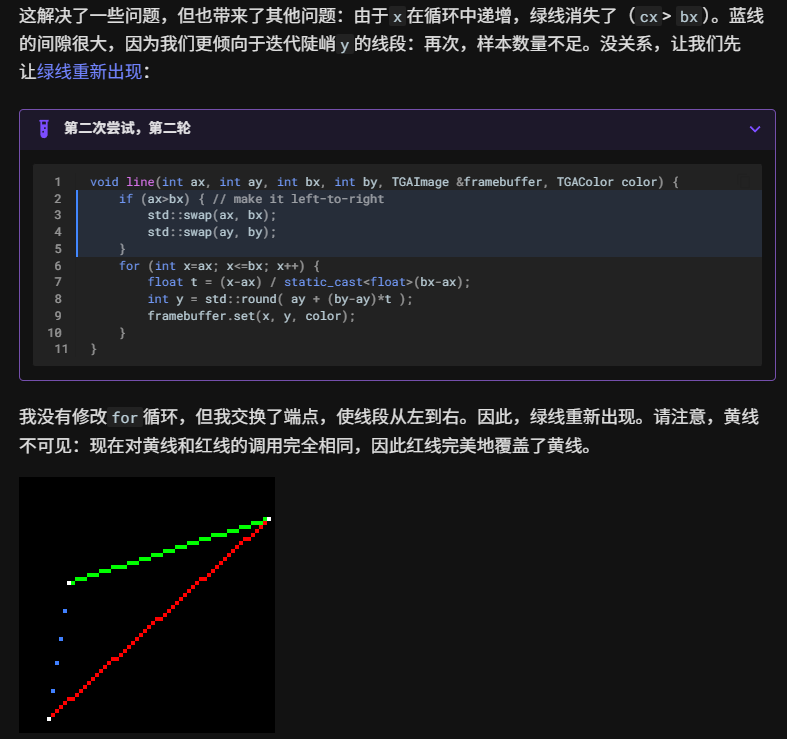 这解决了一些问题，但也带来了其他问题：由于x在循环中递增，绿线消失了（cx> bx）。蓝线
的间隙很大，因为我们更倾向于迭代陡峭y的线段：再次，样本数量不足。没关系，让我们先
让绿线重新出现：
第二次尝试，第二轮
1 void line(int ax, int ay, int bx, int by, TGAImage &framebuffer, TGAColor color) {
2 if (ax>bx) { // make it left-to-right
3 std::swap(ax, bx);
4 std::swap(ay, by);
5 }
6 for (int x=ax; x<=bx; x++) {
7 float t = (x-ax) / static_cast<float>(bx-ax);
8 int y = std::round( ay + (by-ay)*t );
9 framebuffer.set(x, y, color);
10 }
11 }
我没有修改for循环，但我交换了端点，使线段从左到右。因此，绿线重新出现。请注意，黄线
不可见：现在对黄线和红线的调用完全相同，因此红线完美地覆盖了黄线。